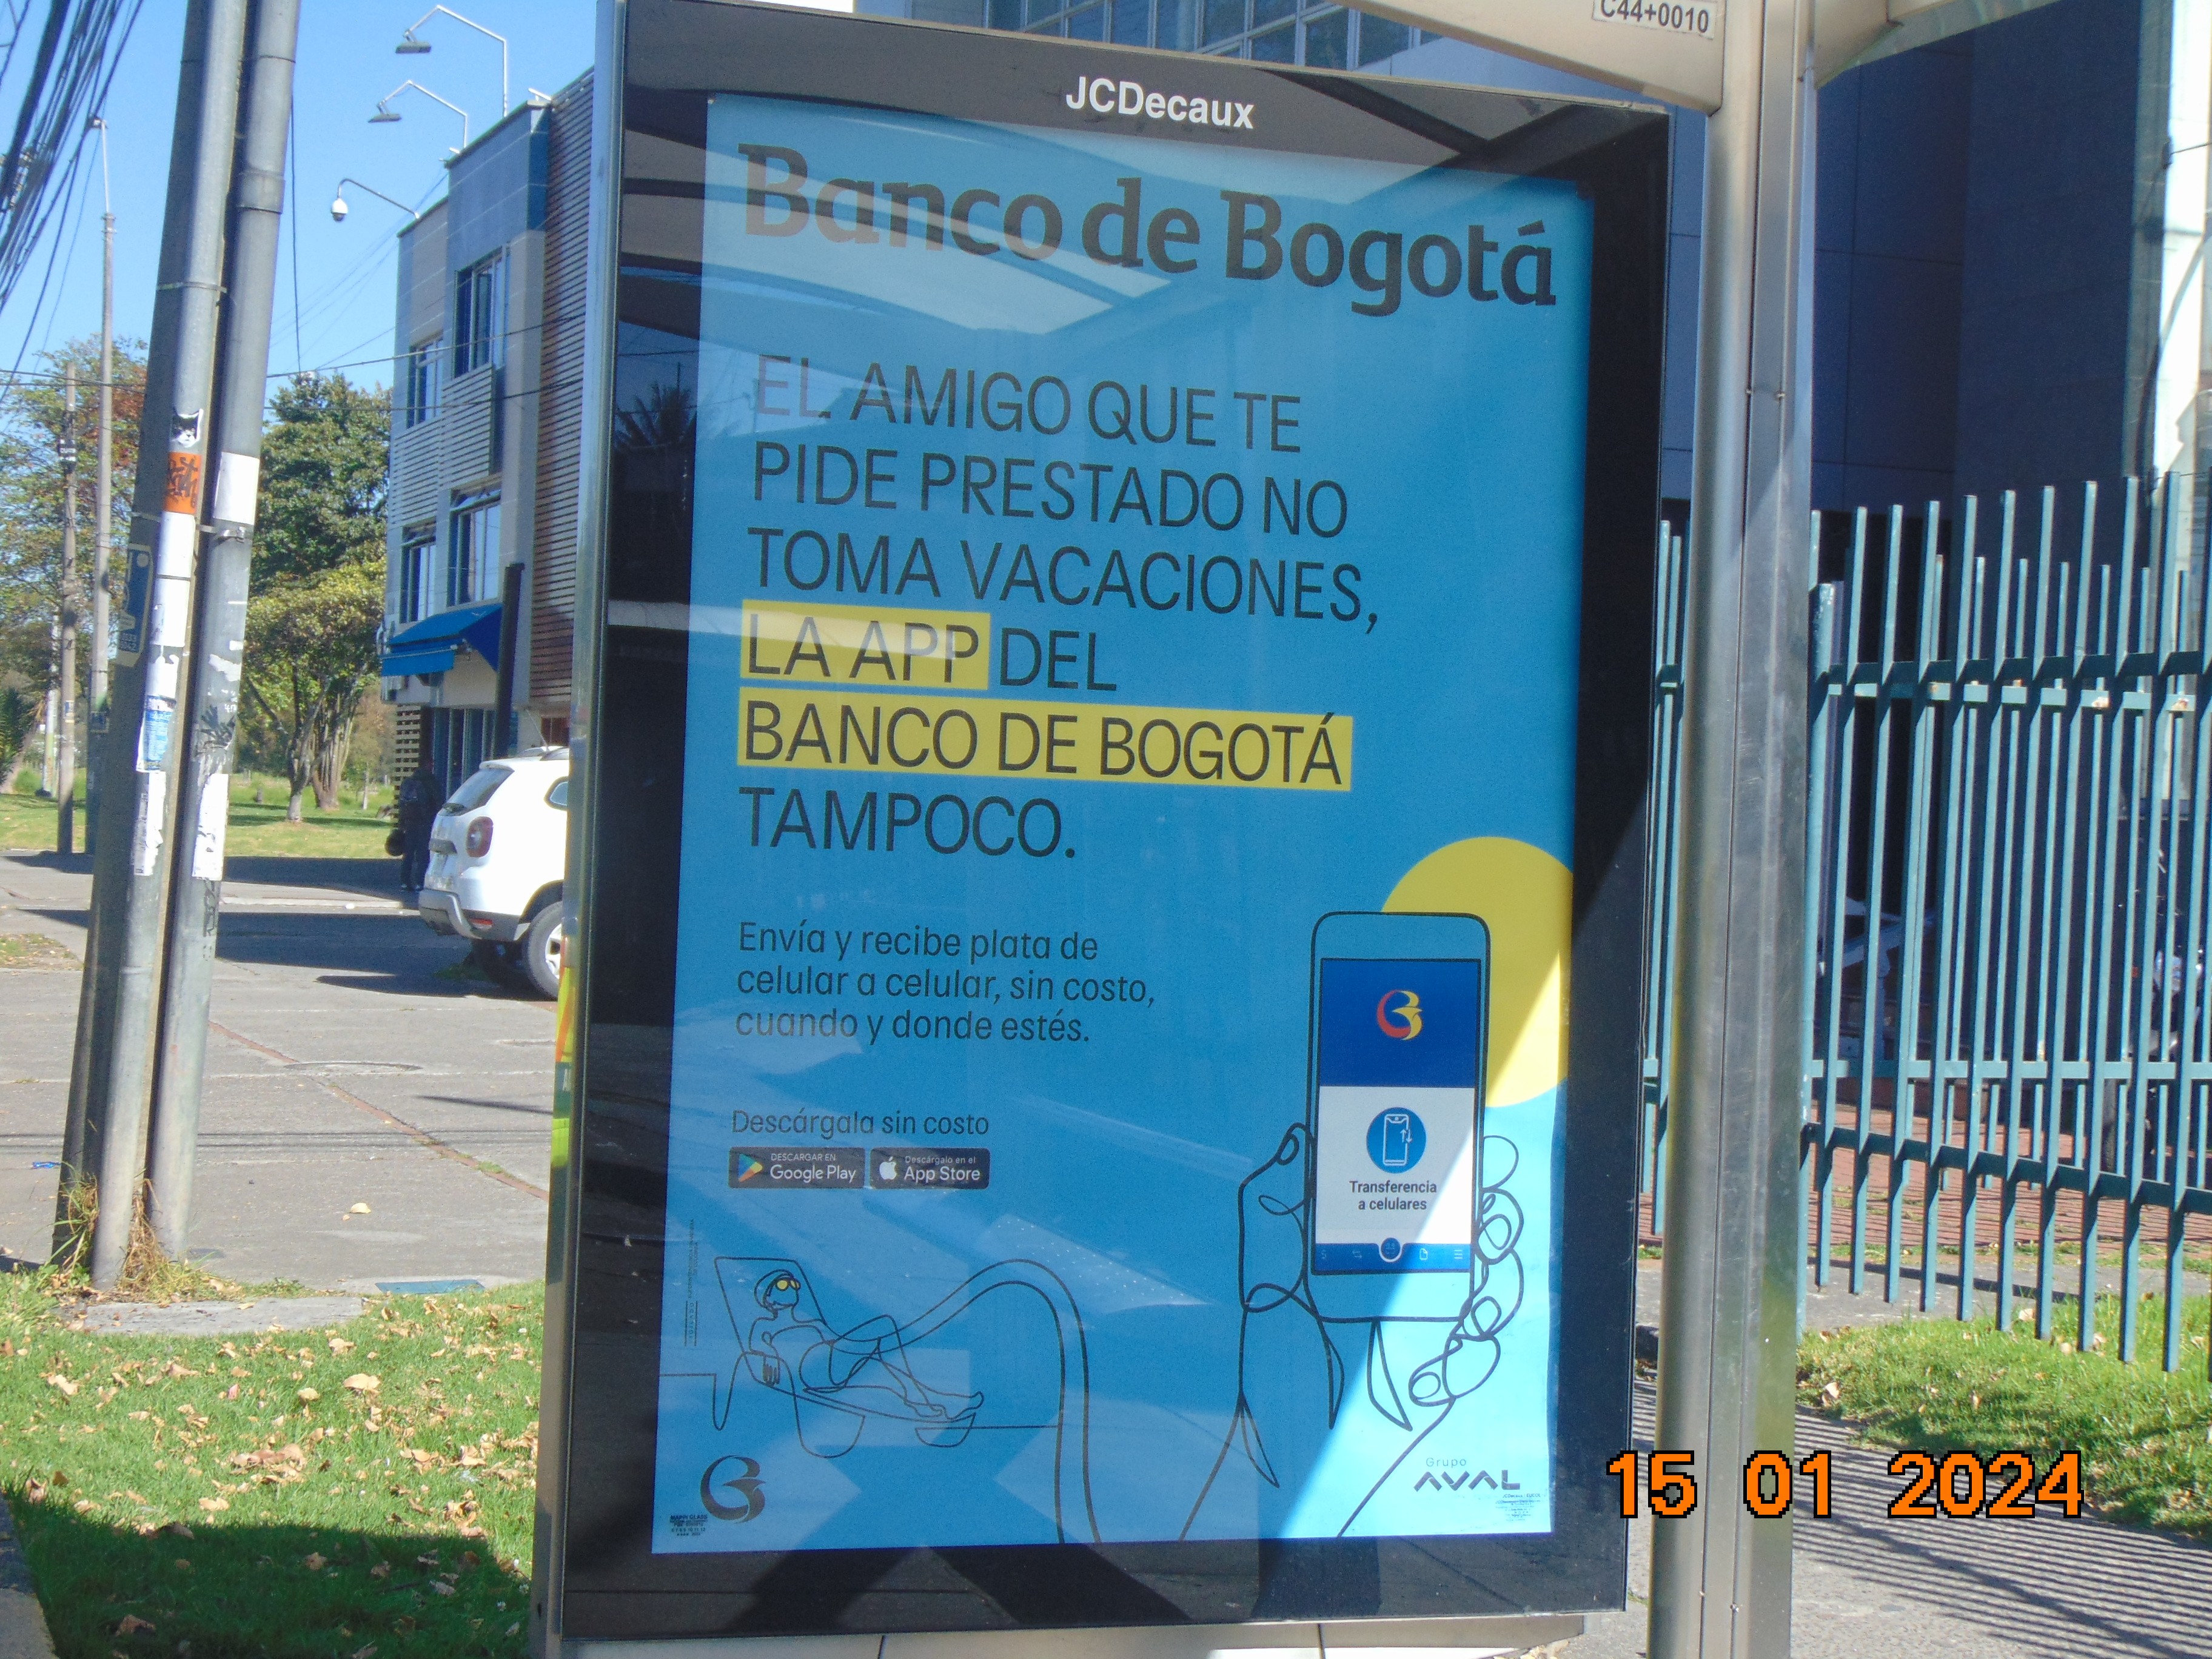 C44+0010
JCDecaux
Banco de Bogotá
EL AMIGO QUE TE
PIDE PRESTADO NO
TOMA VACACIONES,
LA APP DEL
BANCO DE BOGOTÁ
TAMPOCO.
Envía y recibe plata de
celular a celular, sin costo,
cuando y donde estés.
Descárgala sin costo
DESCARGAR EN
Google Play
Descárgalo en el
App Store
Transferencia
a celulares
Grupo
AVAL
15 01 2024